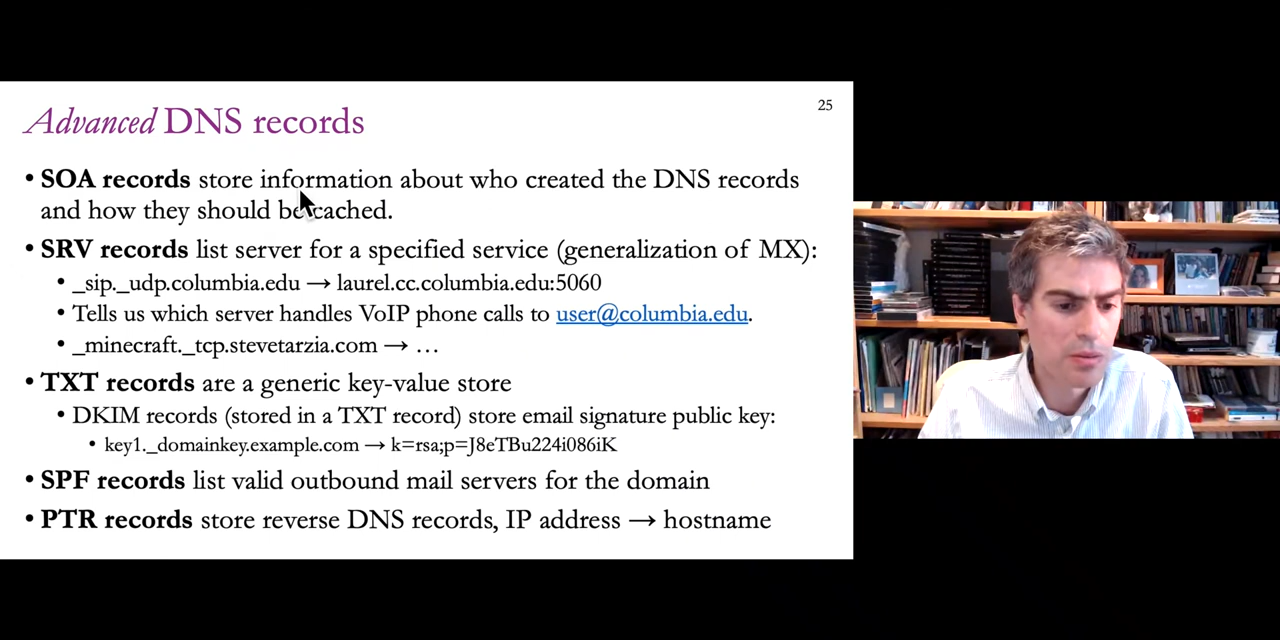 25
Advanced DNS records
• SOA records store information about who created the DNS records
and how they should be cached.
• SRV records list server for a specified service (generalization of MX):
• _sip._udp.columbia.edu → laurel.cc.columbia.edu:5060
• Tells us which server handles VoIP phone calls to user@columbia.edu.
• _minecraft._tcp.stevetarzia.com → …
• TXT records are a generic key-value store
• DKIM records (stored in a TXT record) store email signature public key:
• key1._domainkey.example.com → k=rsa;p=J8eTBu224i086iK
• SPF records list valid outbound mail servers for the domain
• PTR records store reverse DNS records, IP address → hostname